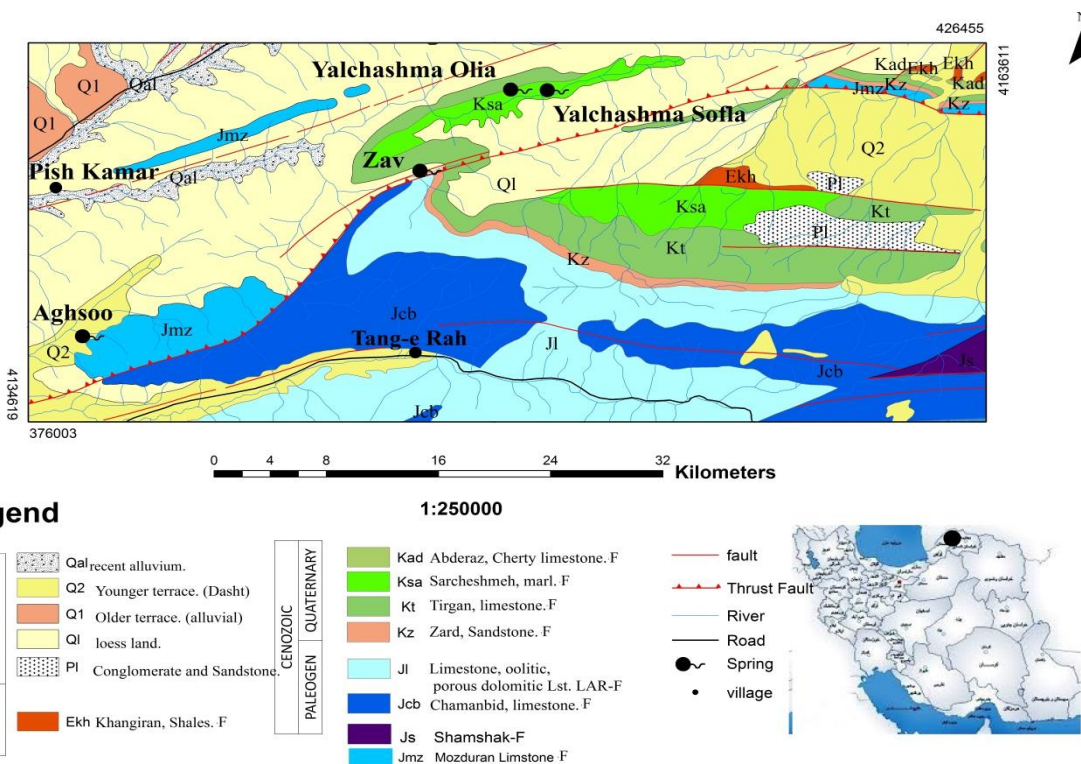 N
426455
4163611
Yalchashma Olia
Yalchashma Sofla
Zav
Pish Kamar
Aghsoo
Tang-e Rah
Q1
Qal
Q1
Jmz
Qal
Ksa
Kad
Ekh
Ekh
Kad
Jmz
Kz
Kz
Q2
Ql
Ekh
Pl
Ksa
Kt
Pl
Kt
Kz
Jcb
Jmz
Q2
Jl
Js
Jcb
Jcb
4134619
376003
0 4 8 16 24 32 Kilometers
1:250000
gend
Qal recent alluvium.
Q2 Younger terrace. (Dasht)
Q1 Older terrace. (alluvial)
Ql loess land.
Pl Conglomerate and Sandstone.
Ekh Khangiran, Shales. F
CENOZOIC
QUATERNARY
PALEOGEN
Kad Abderaz, Cherty limestone. F
Ksa Sarcheshmeh, marl. F
Kt Tirgan, limestone. F
Kz Zard, Sandstone. F
Jl Limestone, oolitic,
porous dolomitic Lst. LAR-F
Jcb Chamanbid, limestone. F
Js Shamshak-F
Jmz Mozduran Limstone F
fault
Thrust Fault
River
Road
Spring
village